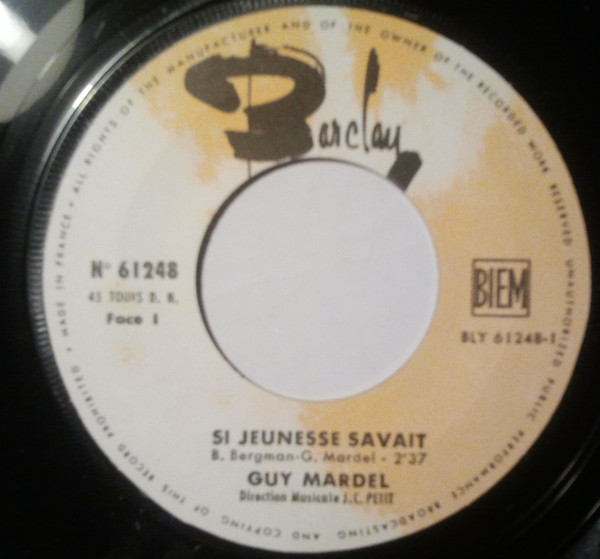 MADE IN FRANCE • ALL RIGHTS OF THE MANUFACTURER AND OF THE OWNER OF THE RECORDED WORK RESERVED UNAUTHORIZED PUBLIC PERFORMANCE BROADCASTING AND COPYING OF THIS RECORD PROHIBITED •
Barclay
N° 61248
45 TOURS D. N.
Face 1
BIEM
BLY 61248-1
SI JEUNESSE SAVAIT
B. Bergman-G. Mardel - 2'37
GUY MARDEL
Direction Musicale J.C. PETIT